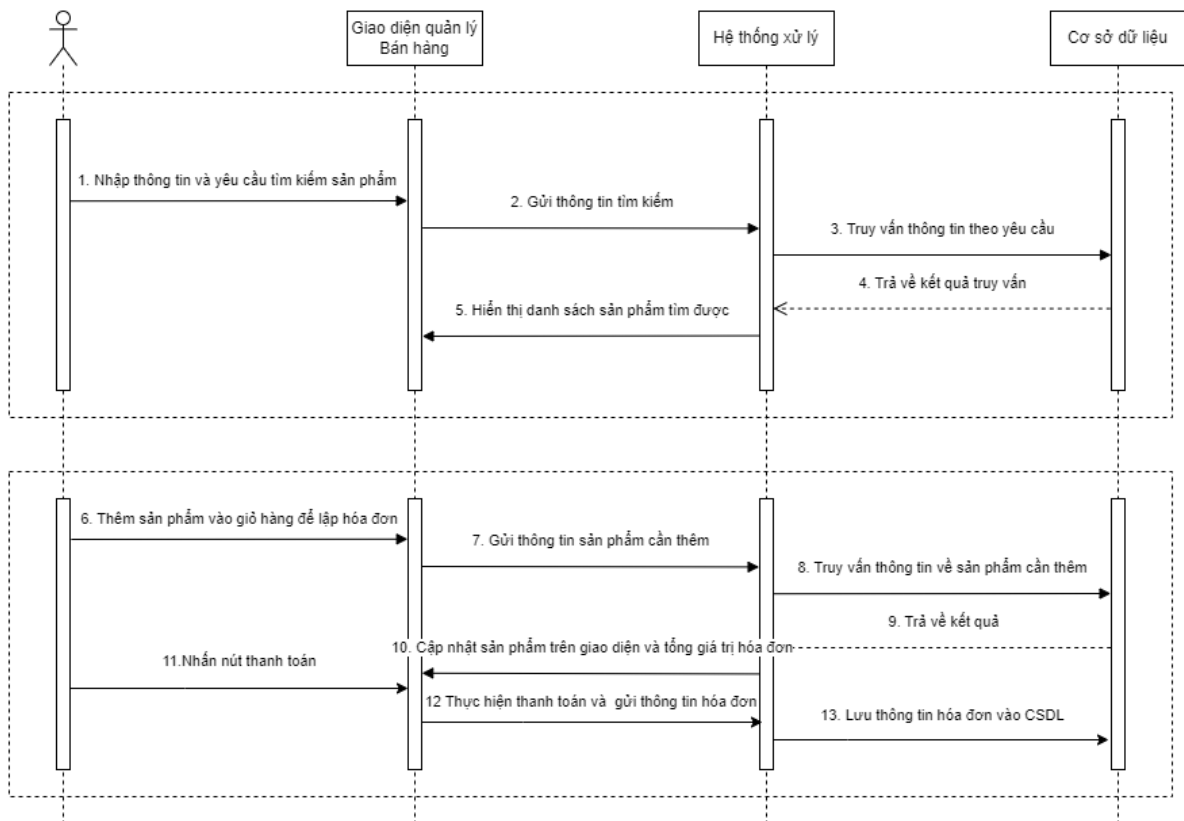 Giao diện quản lý
Bán hàng
Hệ thống xử lý
Cơ sở dữ liệu
1. Nhập thông tin và yêu cầu tìm kiếm sản phẩm
2. Gửi thông tin tìm kiếm
3. Truy vấn thông tin theo yêu cầu
4. Trả về kết quả truy vấn
5. Hiển thị danh sách sản phẩm tìm được
6. Thêm sản phẩm vào giỏ hàng để lập hóa đơn
7. Gửi thông tin sản phẩm cần thêm
8. Truy vấn thông tin về sản phẩm cần thêm
9. Trả về kết quả
10. Cập nhật sản phẩm trên giao diện và tổng giá trị hóa đơn
11.Nhấn nút thanh toán
12 Thực hiện thanh toán và gửi thông tin hóa đơn
13. Lưu thông tin hóa đơn vào CSDL